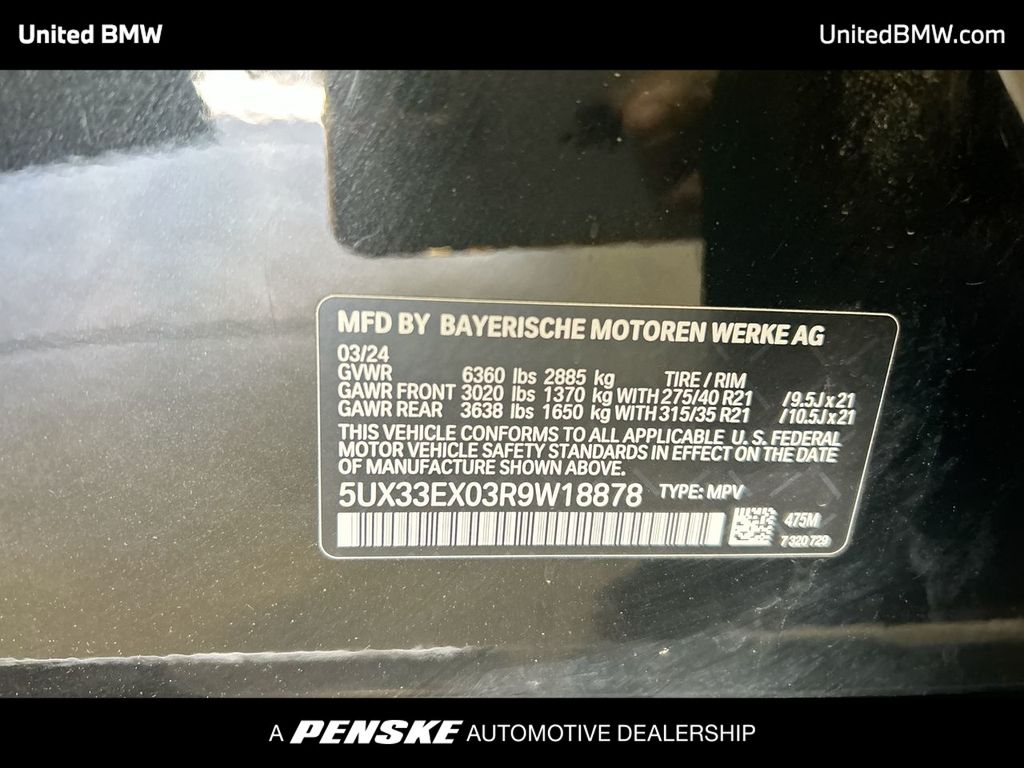 United BMW
UnitedBMW.com
MFD BY BAYERISCHE MOTOREN WERKE AG
03/24
GVWR 6360 lbs 2885 kg TIRE / RIM
GAWR FRONT 3020 lbs 1370 kg WITH 275/40 R21 /9.5J x 21
GAWR REAR 3638 lbs 1650 kg WITH 315/35 R21 /10.5J x 21
THIS VEHICLE CONFORMS TO ALL APPLICABLE U. S. FEDERAL
MOTOR VEHICLE SAFETY STANDARDS IN EFFECT ON THE DATE
OF MANUFACTURE SHOWN ABOVE.
5UX33EX03R9W18878 TYPE: MPV
475M
7 320 729
A PENSKE AUTOMOTIVE DEALERSHIP